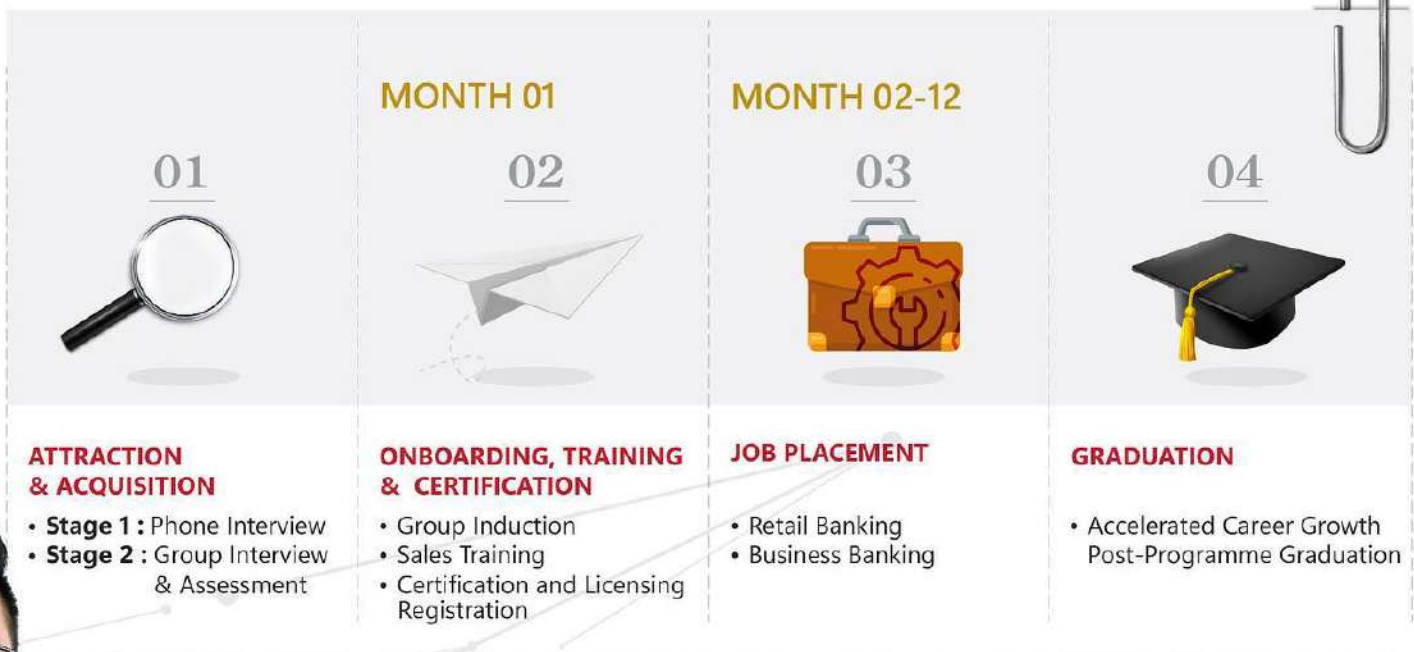 MONTH 01
MONTH 02-12
01
02
03
04
ATTRACTION
& ACQUISITION
• Stage 1 : Phone Interview
• Stage 2 : Group Interview
& Assessment
ONBOARDING, TRAINING
& CERTIFICATION
• Group Induction
• Sales Training
• Certification and Licensing
Registration
JOB PLACEMENT
• Retail Banking
• Business Banking
GRADUATION
• Accelerated Career Growth
Post-Programme Graduation